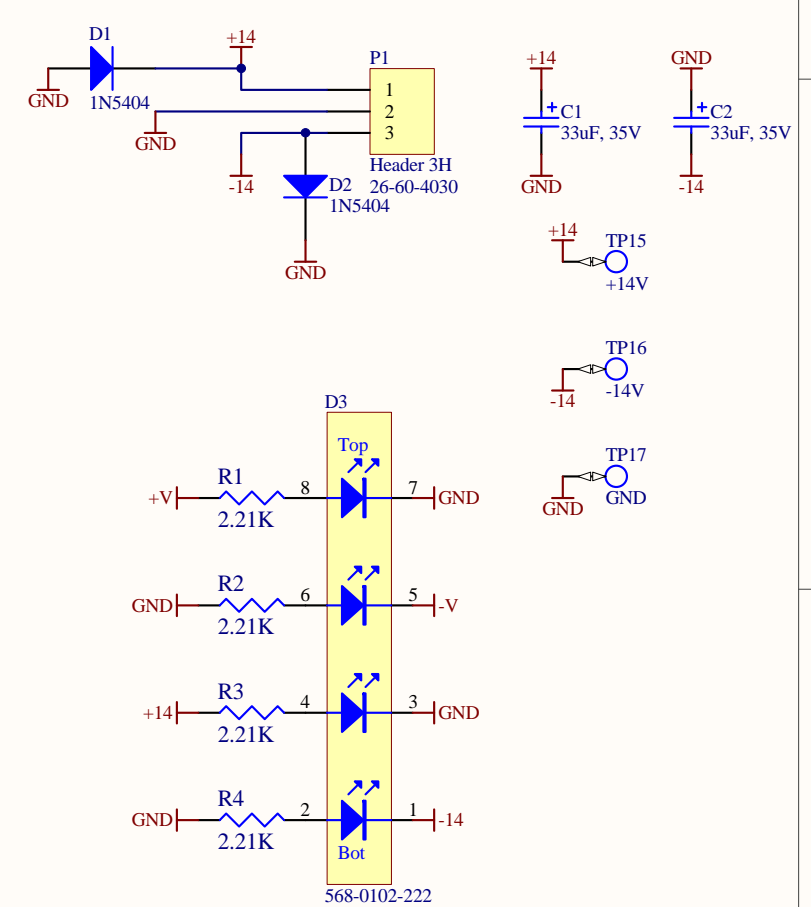 D1
+14
GND
1N5404
P1
1
2
3
GND
-14
Header 3H
26-60-4030
D2
1N5404
GND
+14
C1
33uF, 35V
GND
GND
C2
33uF, 35V
-14
+14
TP15
+14V
TP16
-14V
-14
TP17
GND
GND
D3
Top
R1
+V
2.21K
8
7
GND
R2
GND
2.21K
6
5
-V
R3
+14
2.21K
4
3
GND
R4
GND
2.21K
2
1
-14
Bot
568-0102-222